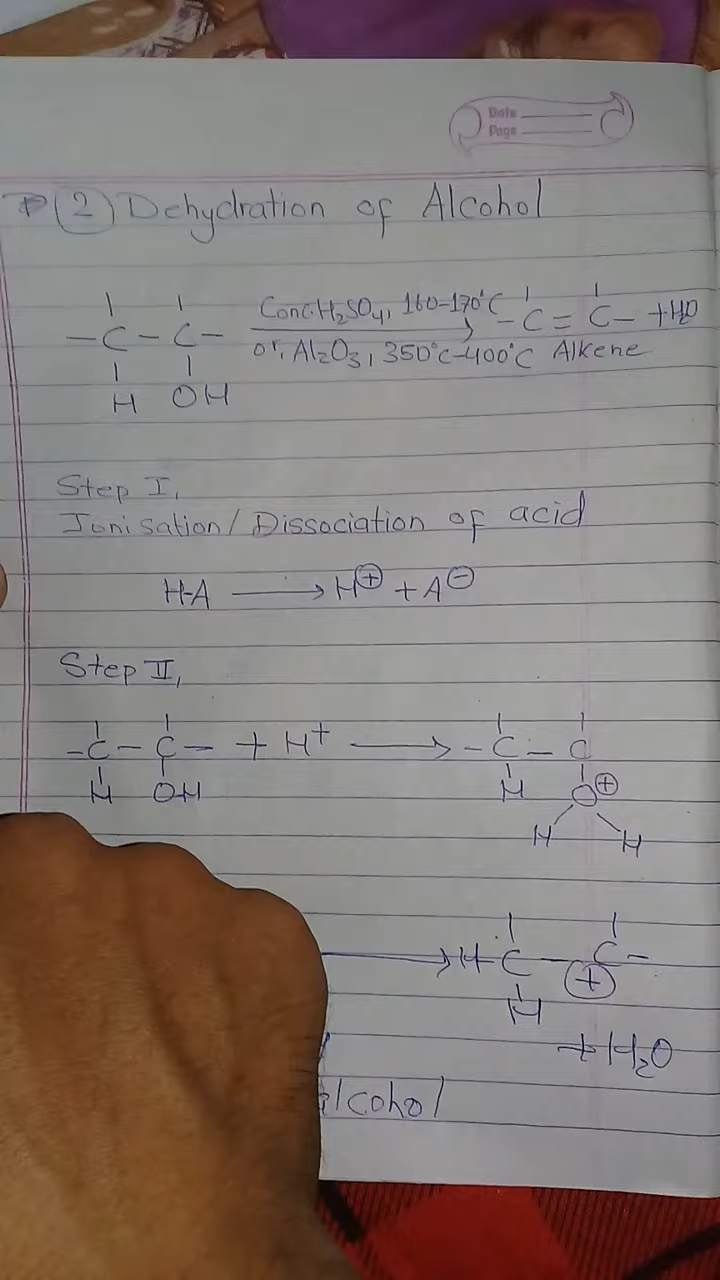 Date
Page
(2) Dehydration of Alcohol
| |
-C-C- Conc.H₂SO₄, 160-170°C → -C=C- +H₂O
or, Al₂O₃, 350°C-400°C Alkene
| |
H OH
Step I,
Ionisation/Dissociation of acid
H-A → H⊕ + A⊖
Step II,
| | | |
-C-C- + H⁺ → -C-C
| | | |
H OH H O⊕
H H
| |
→ H-C-C-
⊕
H
+ H₂O
alcohol